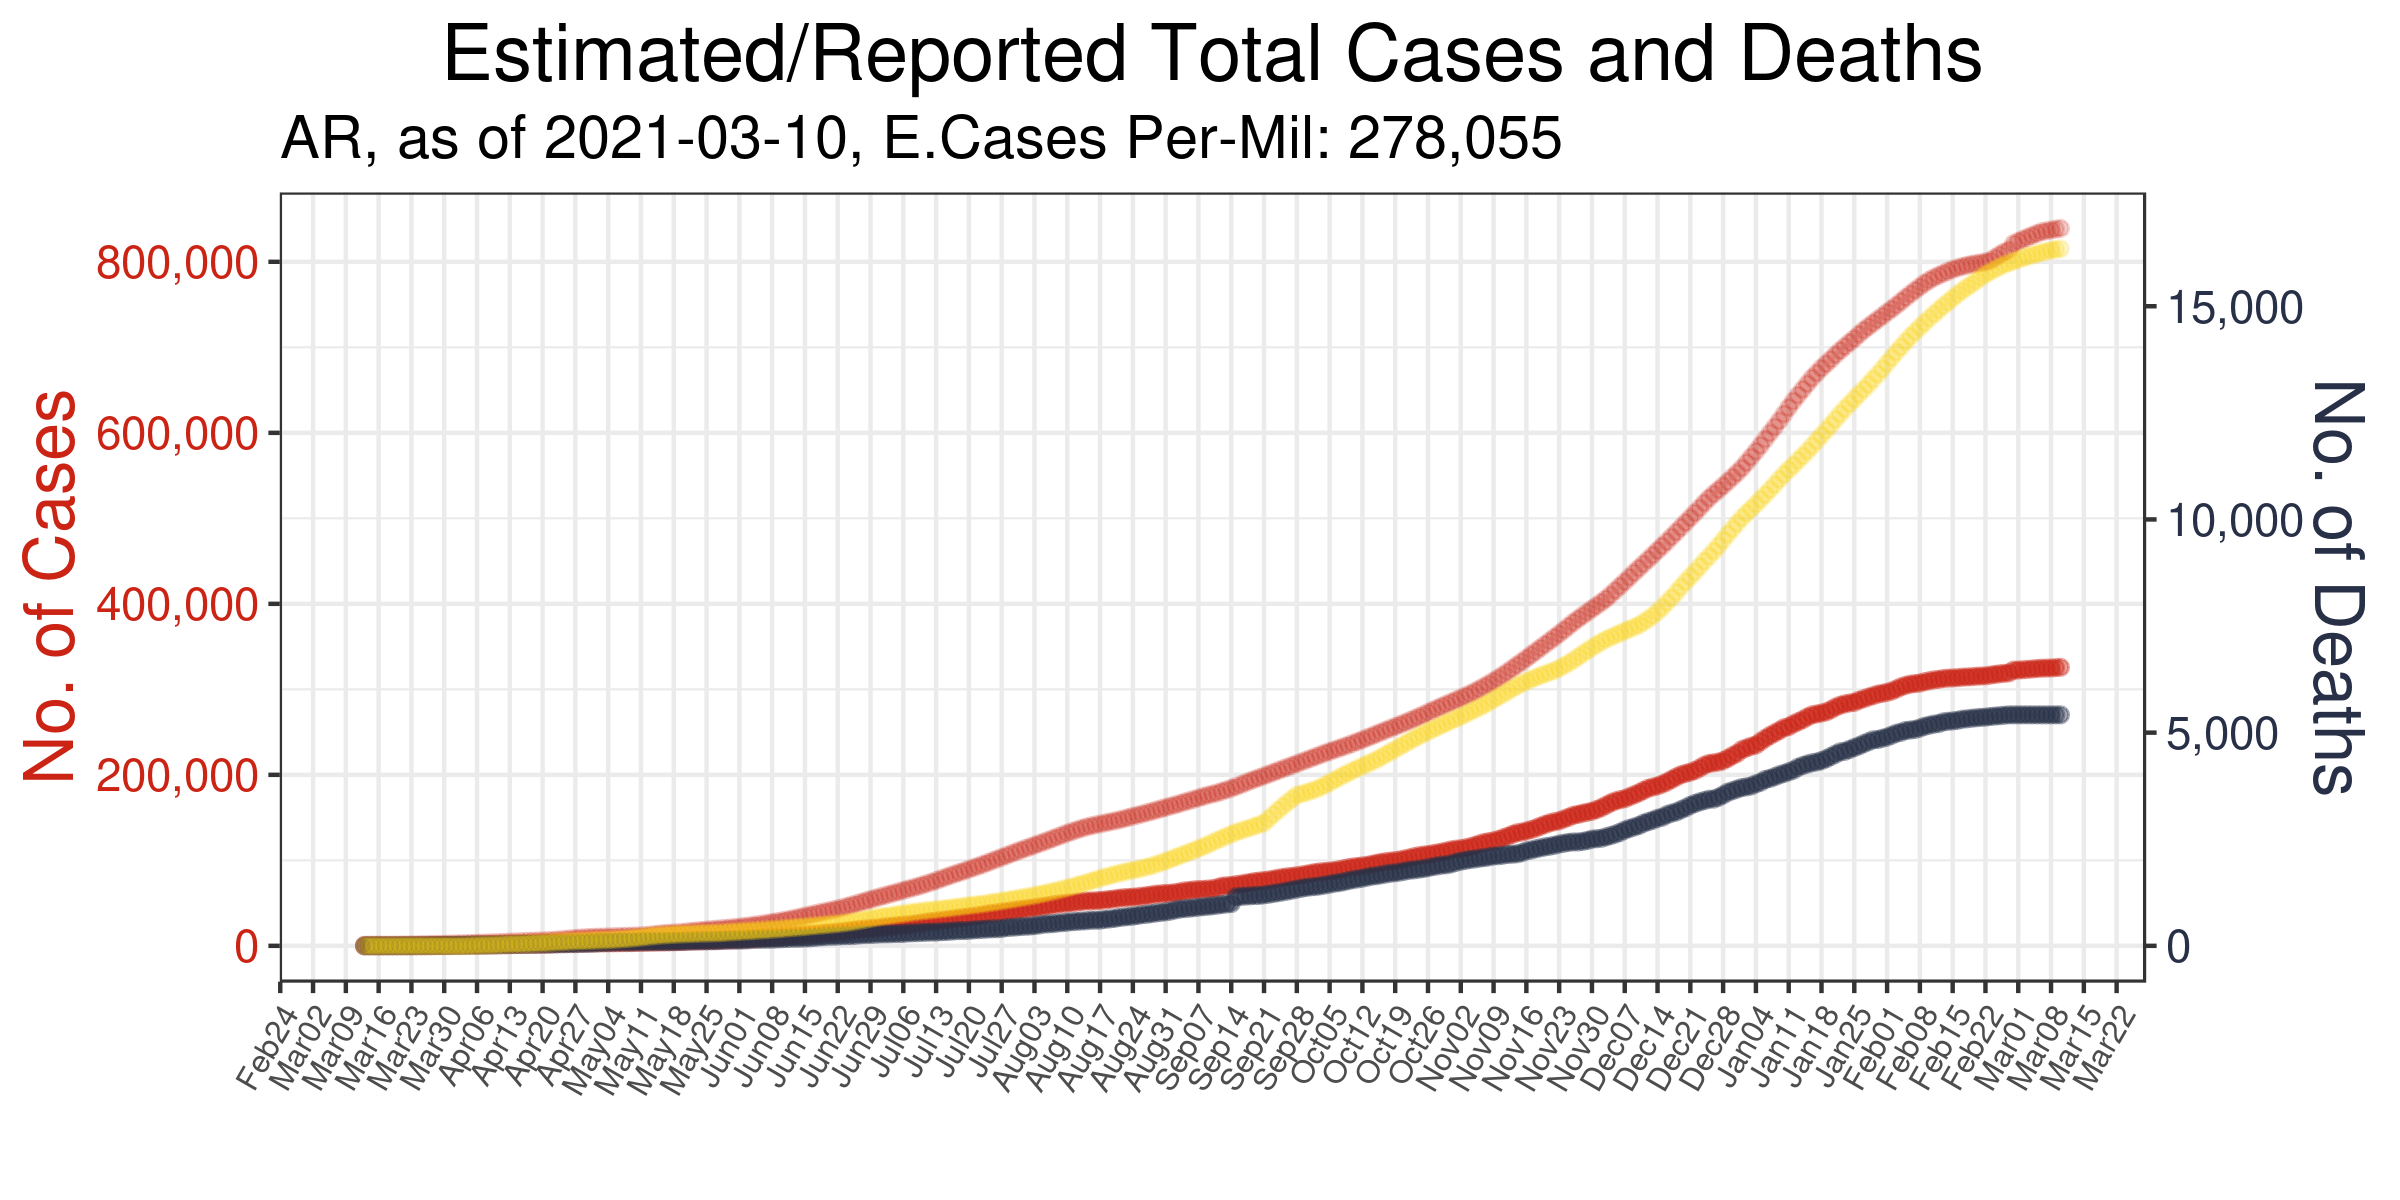 Estimated/Reported Total Cases and Deaths
AR, as of 2021-03-10, E.Cases Per-Mil: 278,055
No. of Cases
800,000
600,000
400,000
200,000
0
15,000
10,000
5,000
0
No. of Deaths
Feb24
Mar02
Mar09
Mar16
Mar23
Mar30
Apr06
Apr13
Apr20
Apr27
May04
May11
May18
May25
Jun01
Jun08
Jun15
Jun22
Jun29
Jul06
Jul13
Jul20
Jul27
Aug03
Aug10
Aug17
Aug24
Aug31
Sep07
Sep14
Sep21
Sep28
Oct05
Oct12
Oct19
Oct26
Nov02
Nov09
Nov16
Nov23
Nov30
Dec07
Dec14
Dec21
Dec28
Jan04
Jan11
Jan18
Jan25
Feb01
Feb08
Feb15
Feb22
Mar01
Mar08
Mar15
Mar22